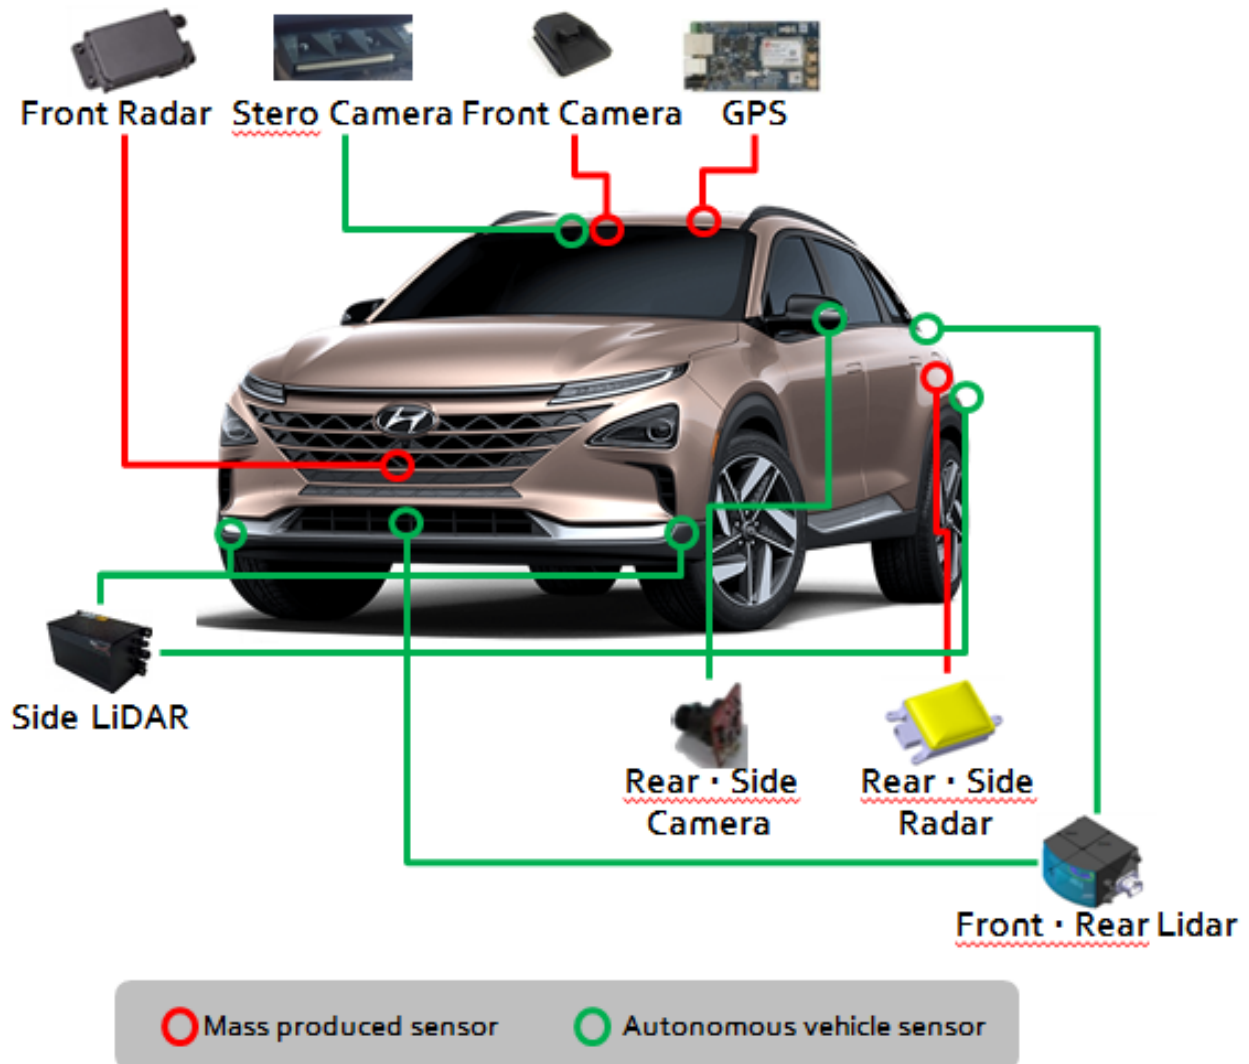 Front Radar
Stero Camera
Front Camera
GPS
Side LiDAR
Rear · Side
Camera
Rear · Side
Radar
Front · Rear Lidar
Mass produced sensor
Autonomous vehicle sensor